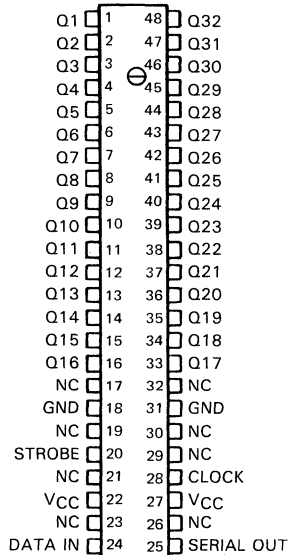 Q1 1 48 Q32
Q2 2 47 Q31
Q3 3 46 Q30
Q4 4 45 Q29
Q5 5 44 Q28
Q6 6 43 Q27
Q7 7 42 Q26
Q8 8 41 Q25
Q9 9 40 Q24
Q10 10 39 Q23
Q11 11 38 Q22
Q12 12 37 Q21
Q13 13 36 Q20
Q14 14 35 Q19
Q15 15 34 Q18
Q16 16 33 Q17
NC 17 32 NC
GND 18 31 GND
NC 19 30 NC
STROBE 20 29 NC
NC 21 28 CLOCK
VCC 22 27 VCC
NC 23 26 NC
DATA IN 24 25 SERIAL OUT